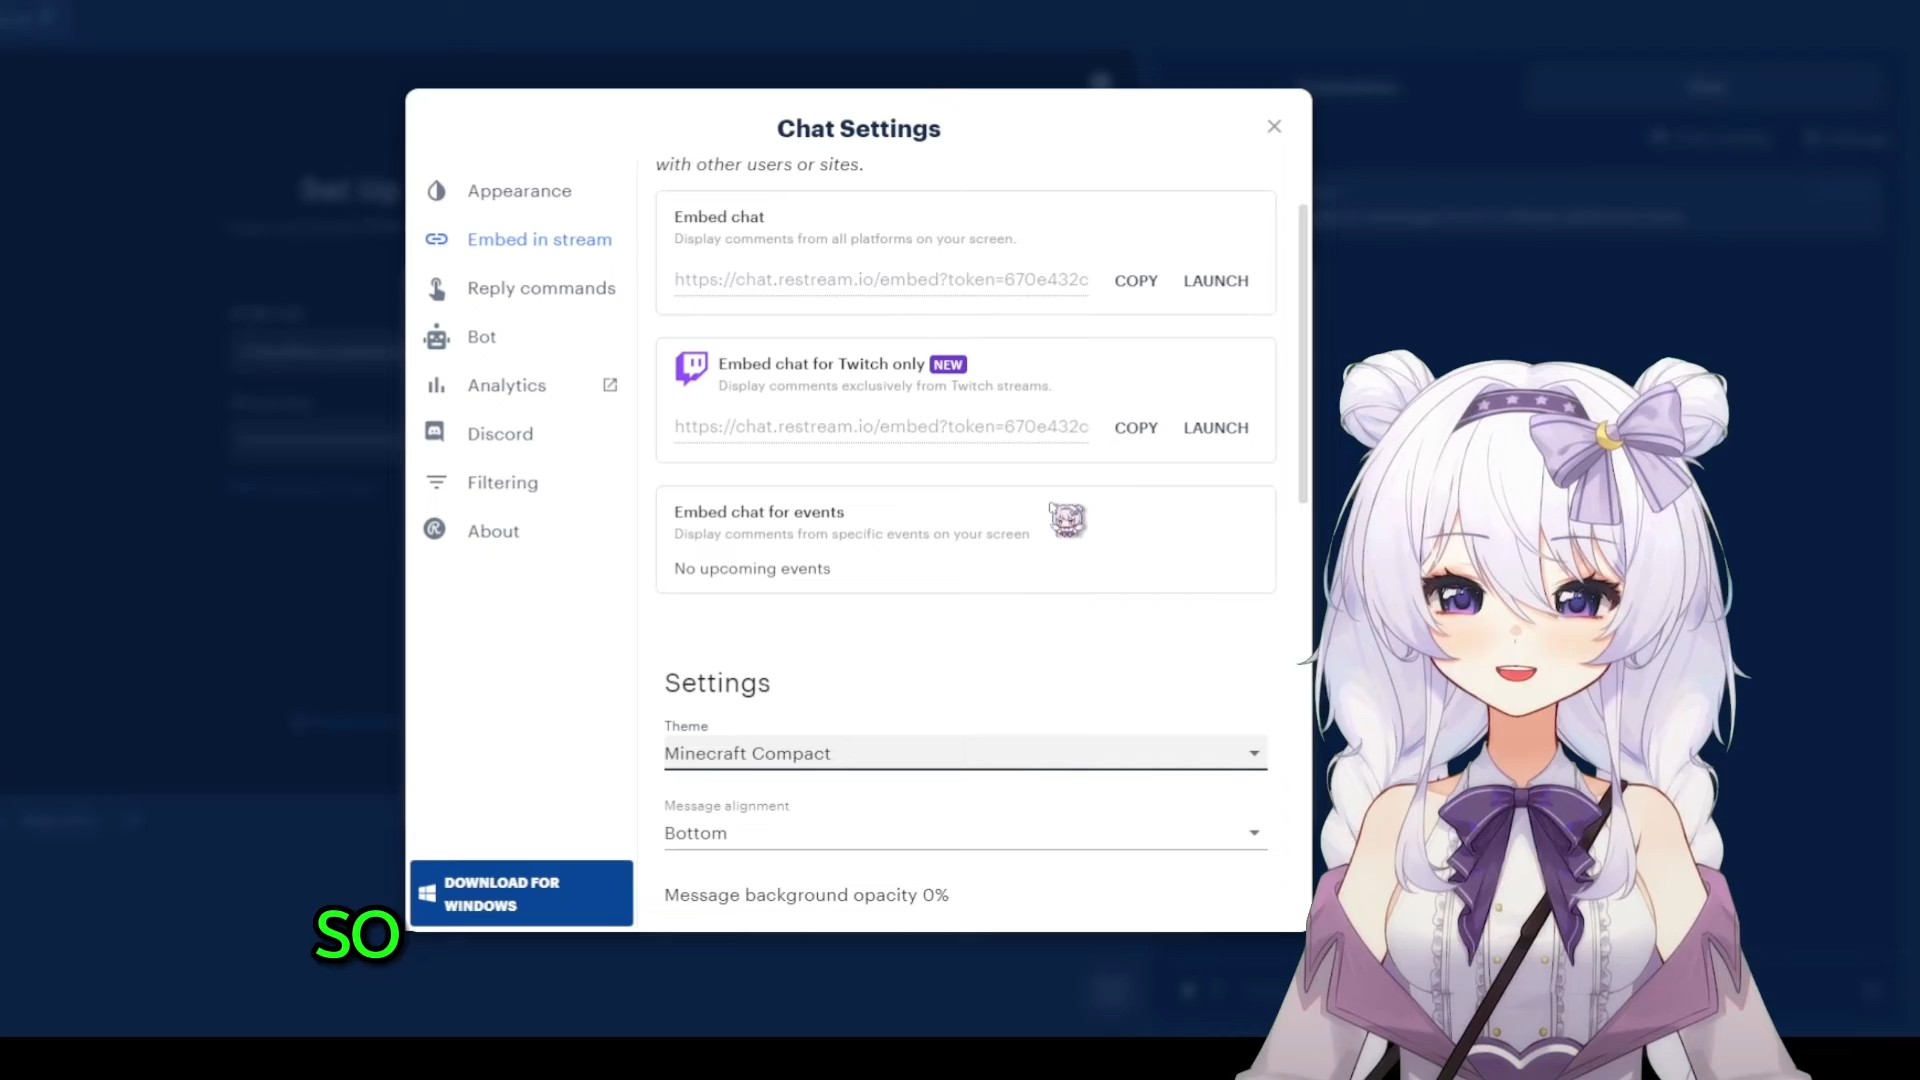 Chat Settings
with other users or sites.
Appearance
Embed in stream
Reply commands
Bot
Analytics
Discord
Filtering
About
DOWNLOAD FOR
WINDOWS
Embed chat
Display comments from all platforms on your screen.
https://chat.restream.io/embed?token=670e432c
COPY
LAUNCH
Embed chat for Twitch only NEW
Display comments exclusively from Twitch streams.
https://chat.restream.io/embed?token=670e432c
COPY
LAUNCH
Embed chat for events
Display comments from specific events on your screen
No upcoming events
Settings
Theme
Minecraft Compact
Message alignment
Bottom
Message background opacity 0%
SO